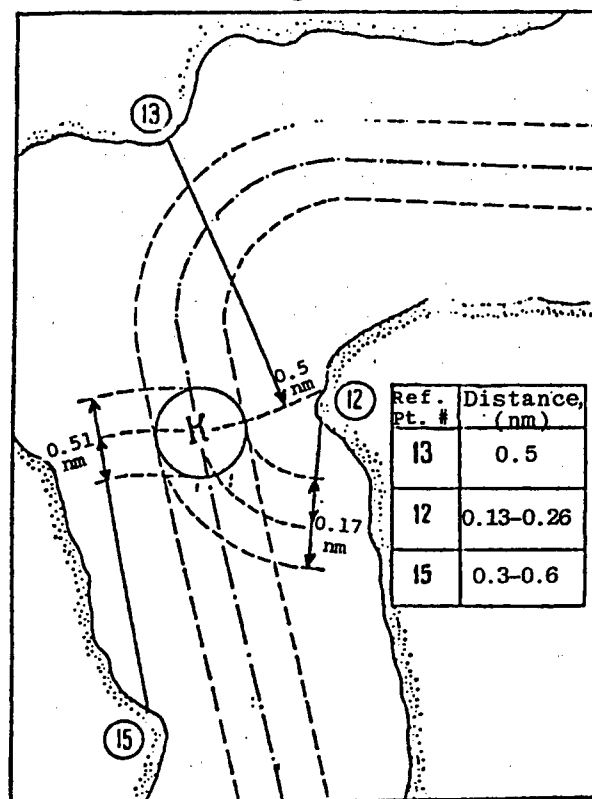 13
0.5
nm
12
K
0.51
nm
0.17
nm
15
Ref. Pt. # Distance, (nm)
13 0.5
12 0.13-0.26
15 0.3-0.6